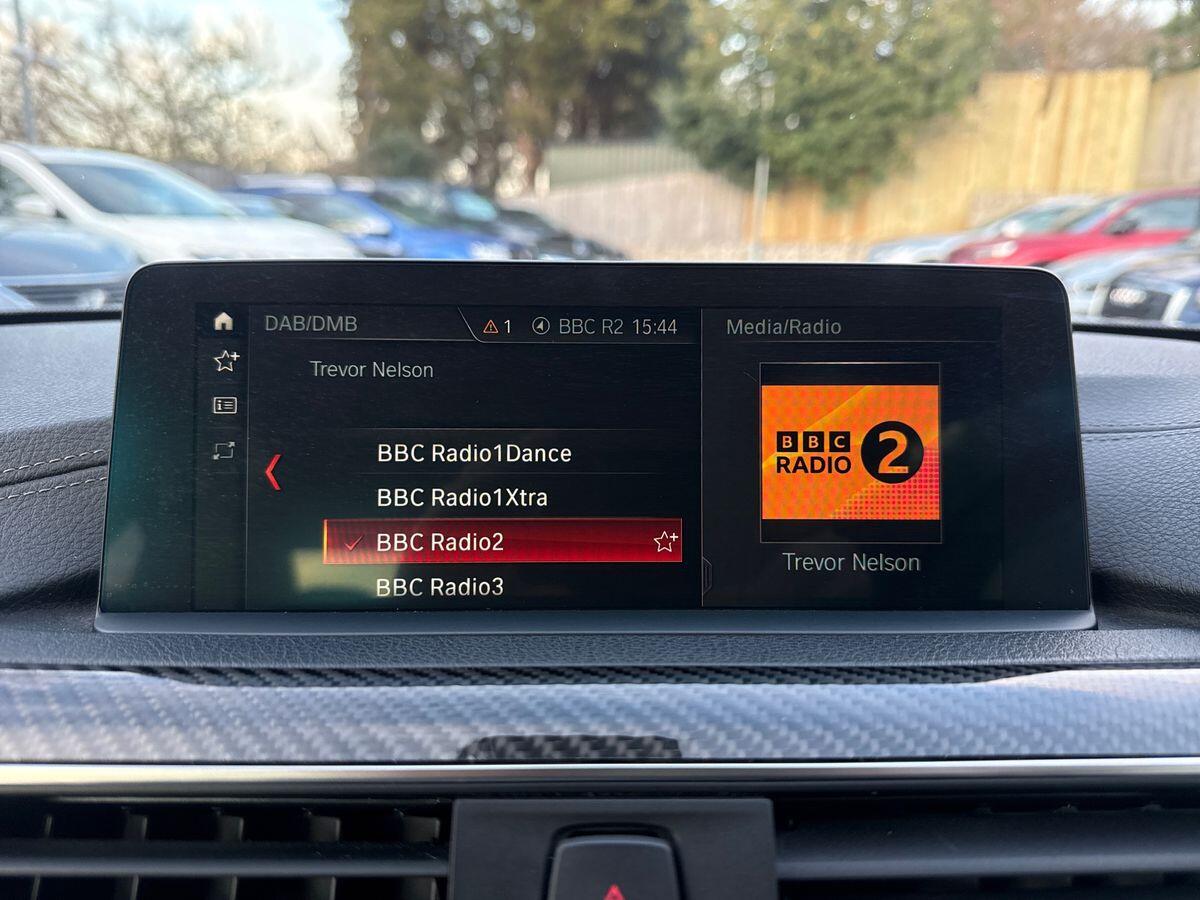 DAB/DMB
1 BBC R2 15:44
Trevor Nelson
BBC Radio1Dance
BBC Radio1Xtra
BBC Radio2
BBC Radio3
Media/Radio
BBC
RADIO 2
Trevor Nelson